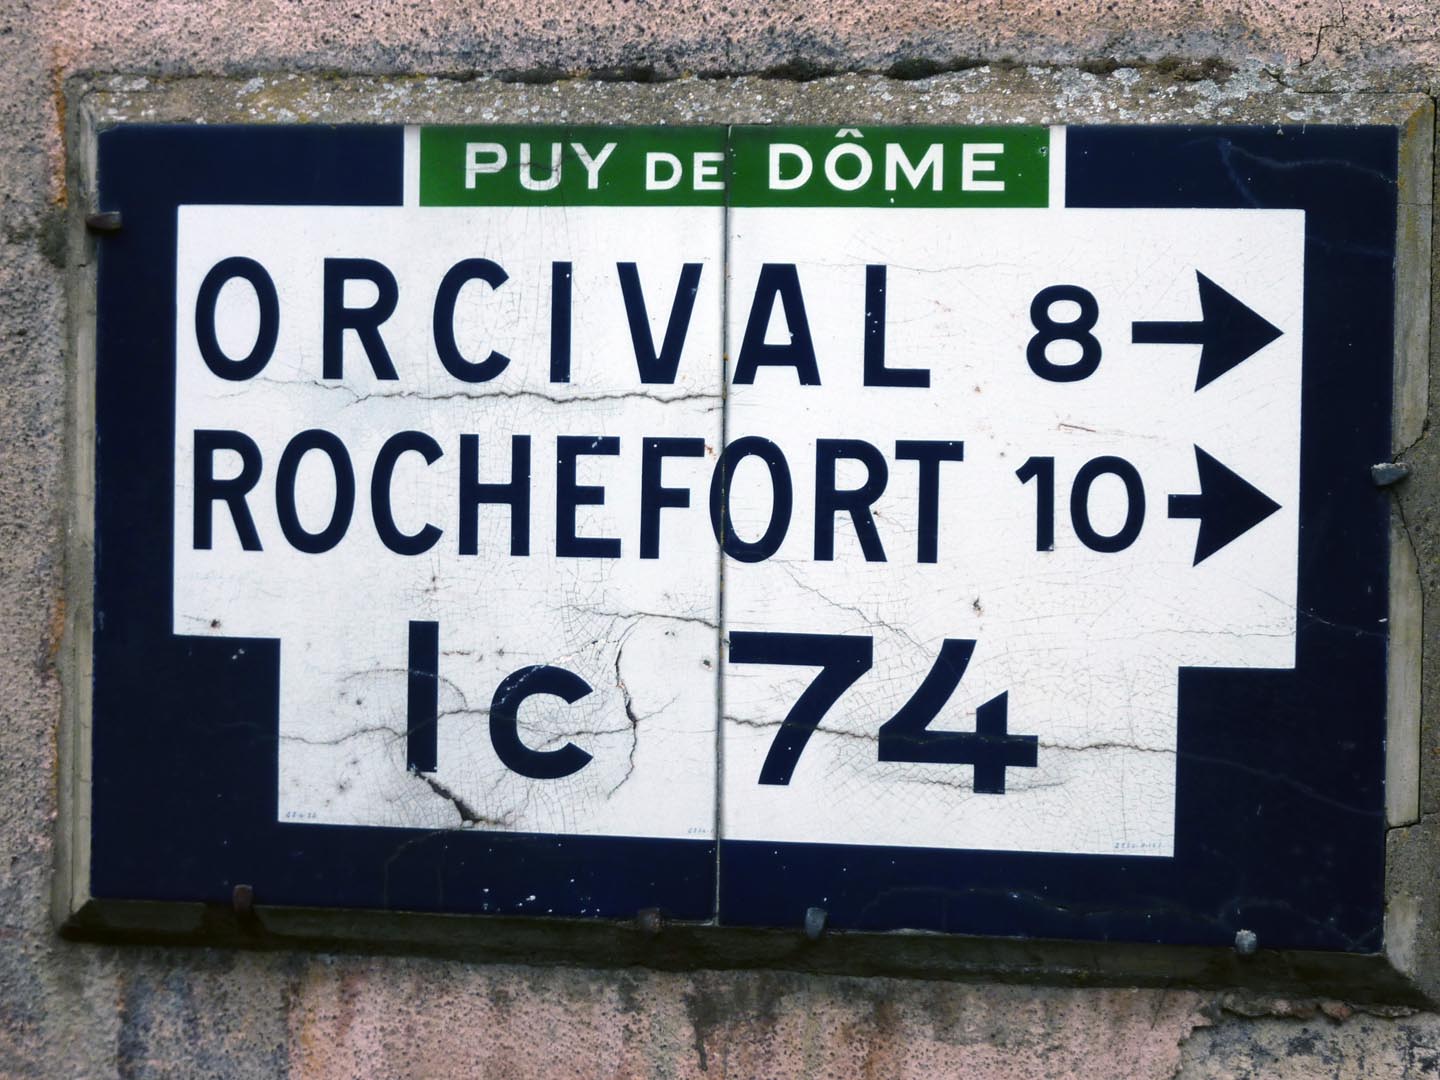 PUY DE DÔME
ORCIVAL 8 →
ROCHEFORT 10 →
Ic 74